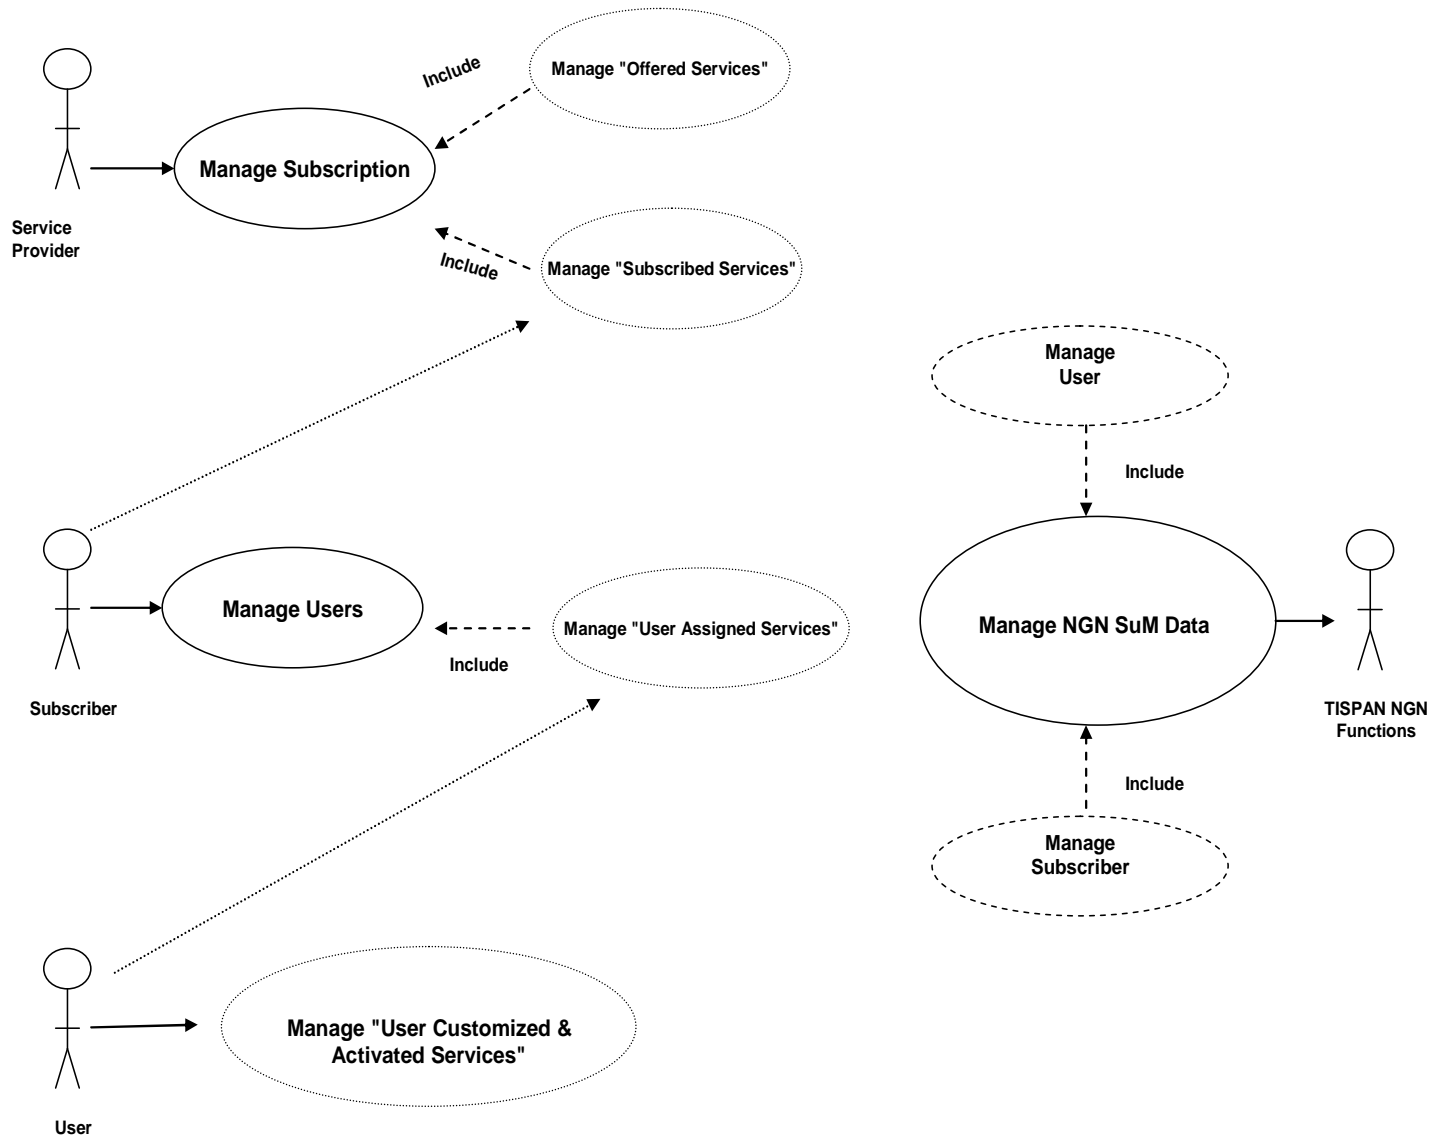 Include
Manage "Offered Services"
Manage Subscription
Service
Provider
Include
Manage "Subscribed Services"
Manage
User
Include
Manage Users
Manage "User Assigned Services"
Include
Subscriber
Manage NGN SuM Data
TISPAN NGN
Functions
Include
Manage
Subscriber
Manage "User Customized &
Activated Services"
User